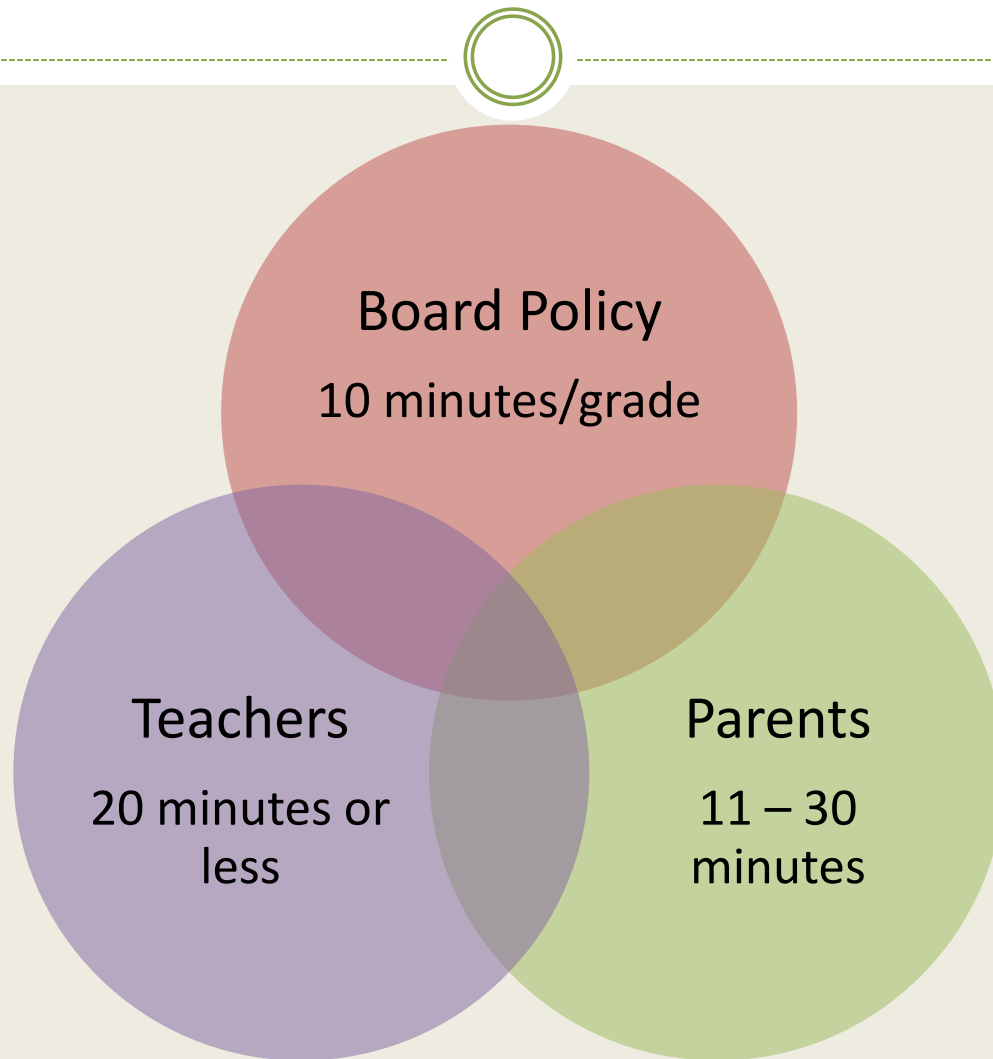 Board Policy
10 minutes/grade
Teachers
20 minutes or
less
Parents
11 – 30
minutes